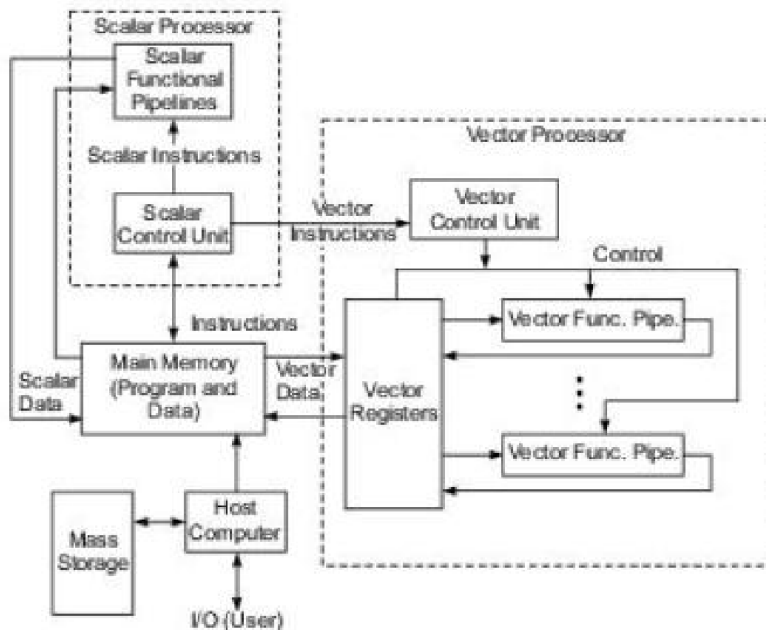 Scalar Processor
Scalar
Functional
Pipelines
Scalar Instructions
Scalar
Control Unit
Vector
Instructions
Vector Processor
Vector
Control Unit
Control
Vector Func. Pipe.
Vector Func. Pipe.
Vector
Registers
Instructions
Main Memory
(Program and
Data)
Vector
Data
Scalar
Data
Mass
Storage
Host
Computer
I/O (User)